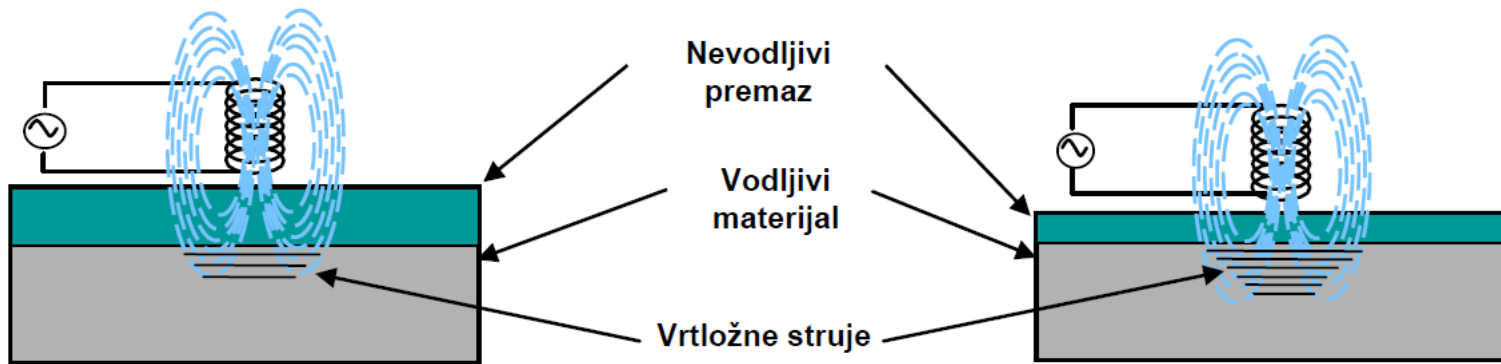 Nevodljivi
premaz
Vodljivi
materijal
Vrtložne struje